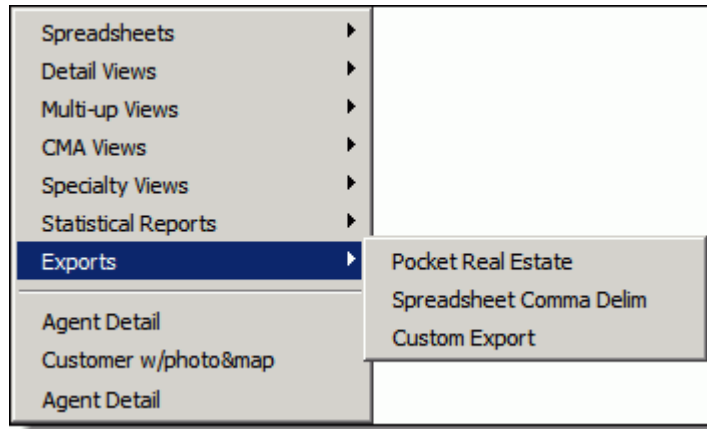 Spreadsheets
Detail Views
Multi-up Views
CMA Views
Specialty Views
Statistical Reports
Exports
Pocket Real Estate
Spreadsheet Comma Delim
Custom Export
Agent Detail
Customer w/photo&map
Agent Detail